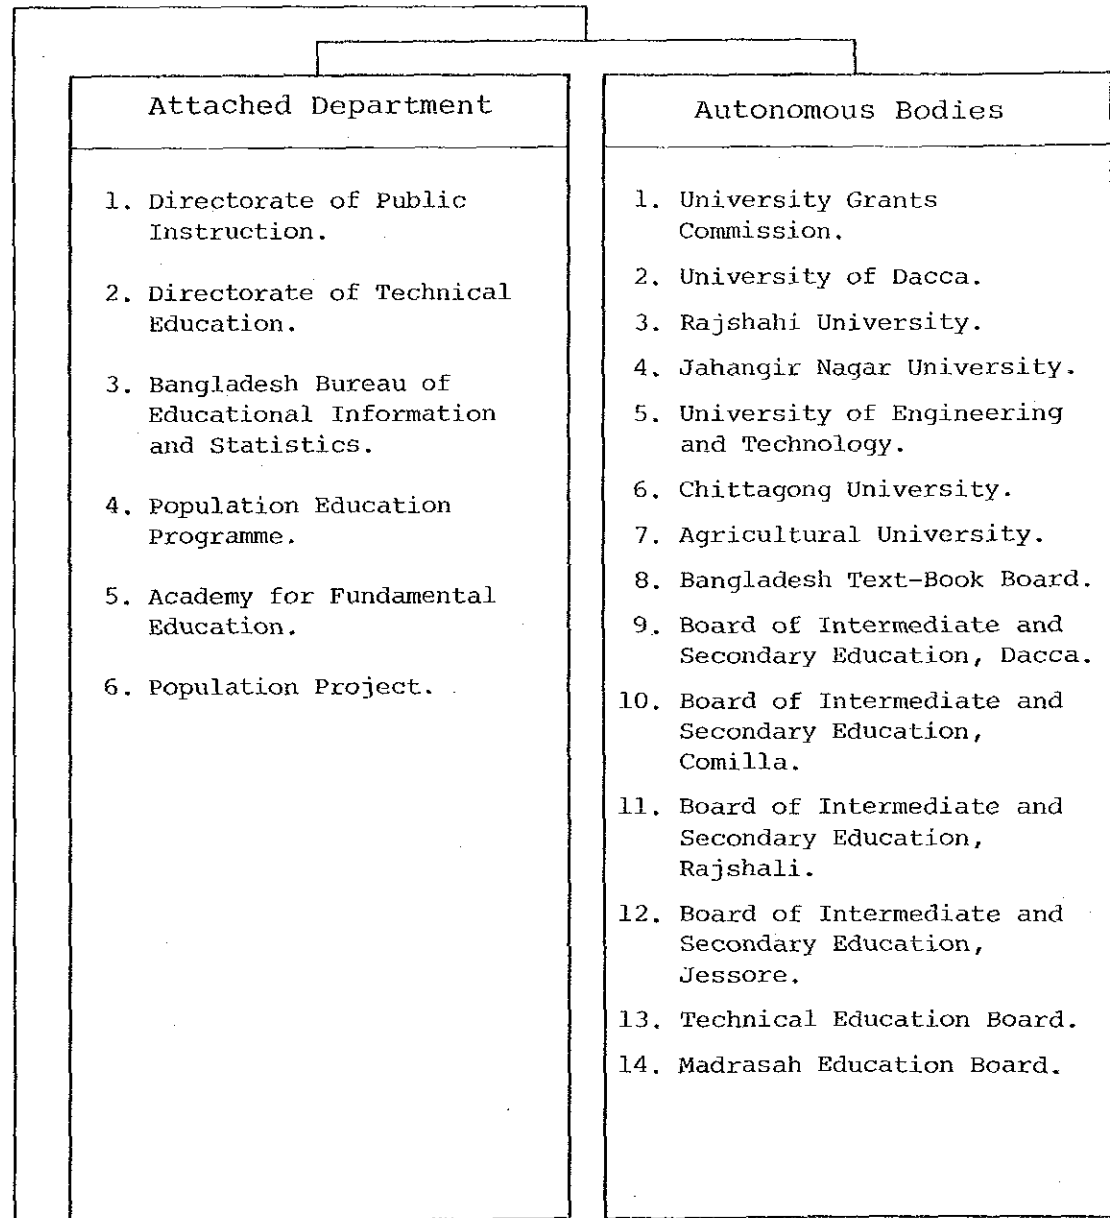 Attached Department
1. Directorate of Public
Instruction.
2. Directorate of Technical
Education.
3. Bangladesh Bureau of
Educational Information
and Statistics.
4. Population Education
Programme.
5. Academy for Fundamental
Education.
6. Population Project.
Autonomous Bodies
1. University Grants
Commission.
2. University of Dacca.
3. Rajshahi University.
4. Jahangir Nagar University.
5. University of Engineering
and Technology.
6. Chittagong University.
7. Agricultural University.
8. Bangladesh Text-Book Board.
9. Board of Intermediate and
Secondary Education, Dacca.
10. Board of Intermediate and
Secondary Education,
Comilla.
11. Board of Intermediate and
Secondary Education,
Rajshali.
12. Board of Intermediate and
Secondary Education,
Jessore.
13. Technical Education Board.
14. Madrasah Education Board.